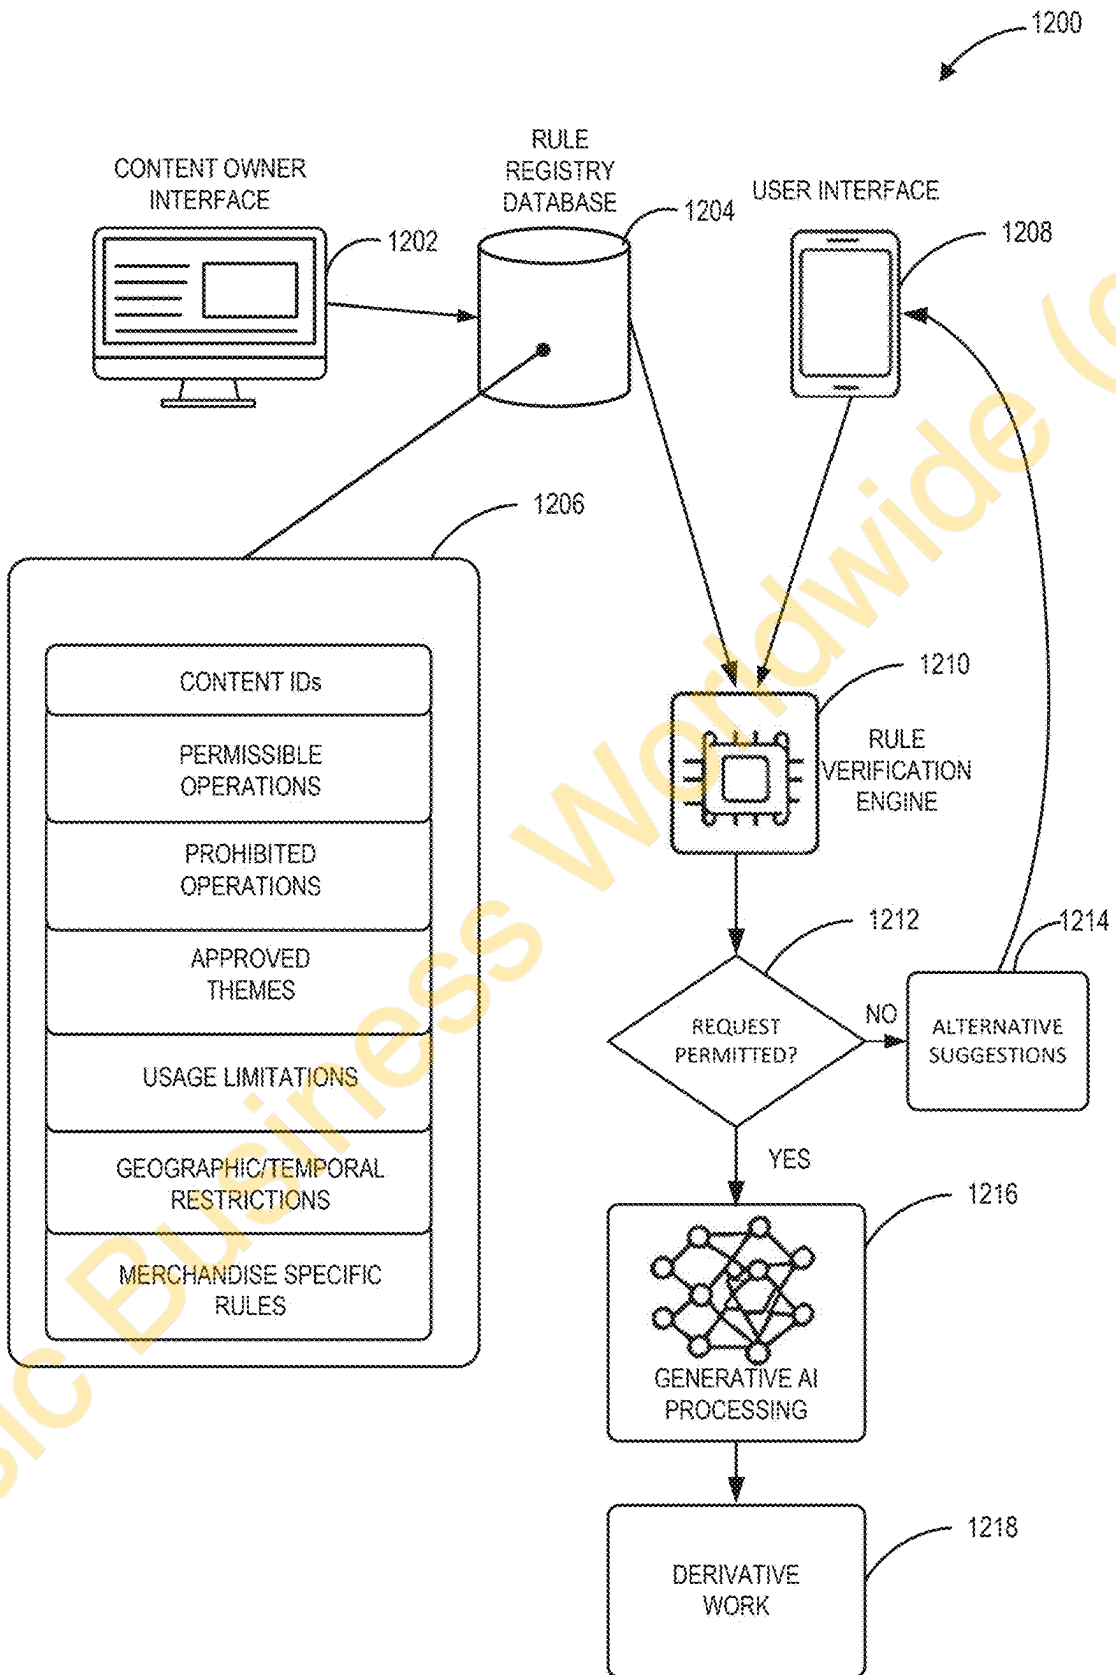 1200
CONTENT OWNER
INTERFACE
1202
RULE
REGISTRY
DATABASE
1204
USER INTERFACE
1208
1206
CONTENT IDs
PERMISSIBLE
OPERATIONS
PROHIBITED
OPERATIONS
APPROVED
THEMES
USAGE LIMITATIONS
GEOGRAPHIC/TEMPORAL
RESTRICTIONS
MERCHANDISE SPECIFIC
RULES
1210
RULE
VERIFICATION
ENGINE
1212
REQUEST
PERMITTED?
NO
1214
ALTERNATIVE
SUGGESTIONS
YES
1216
GENERATIVE AI
PROCESSING
1218
DERIVATIVE
WORK
Business Worldwide